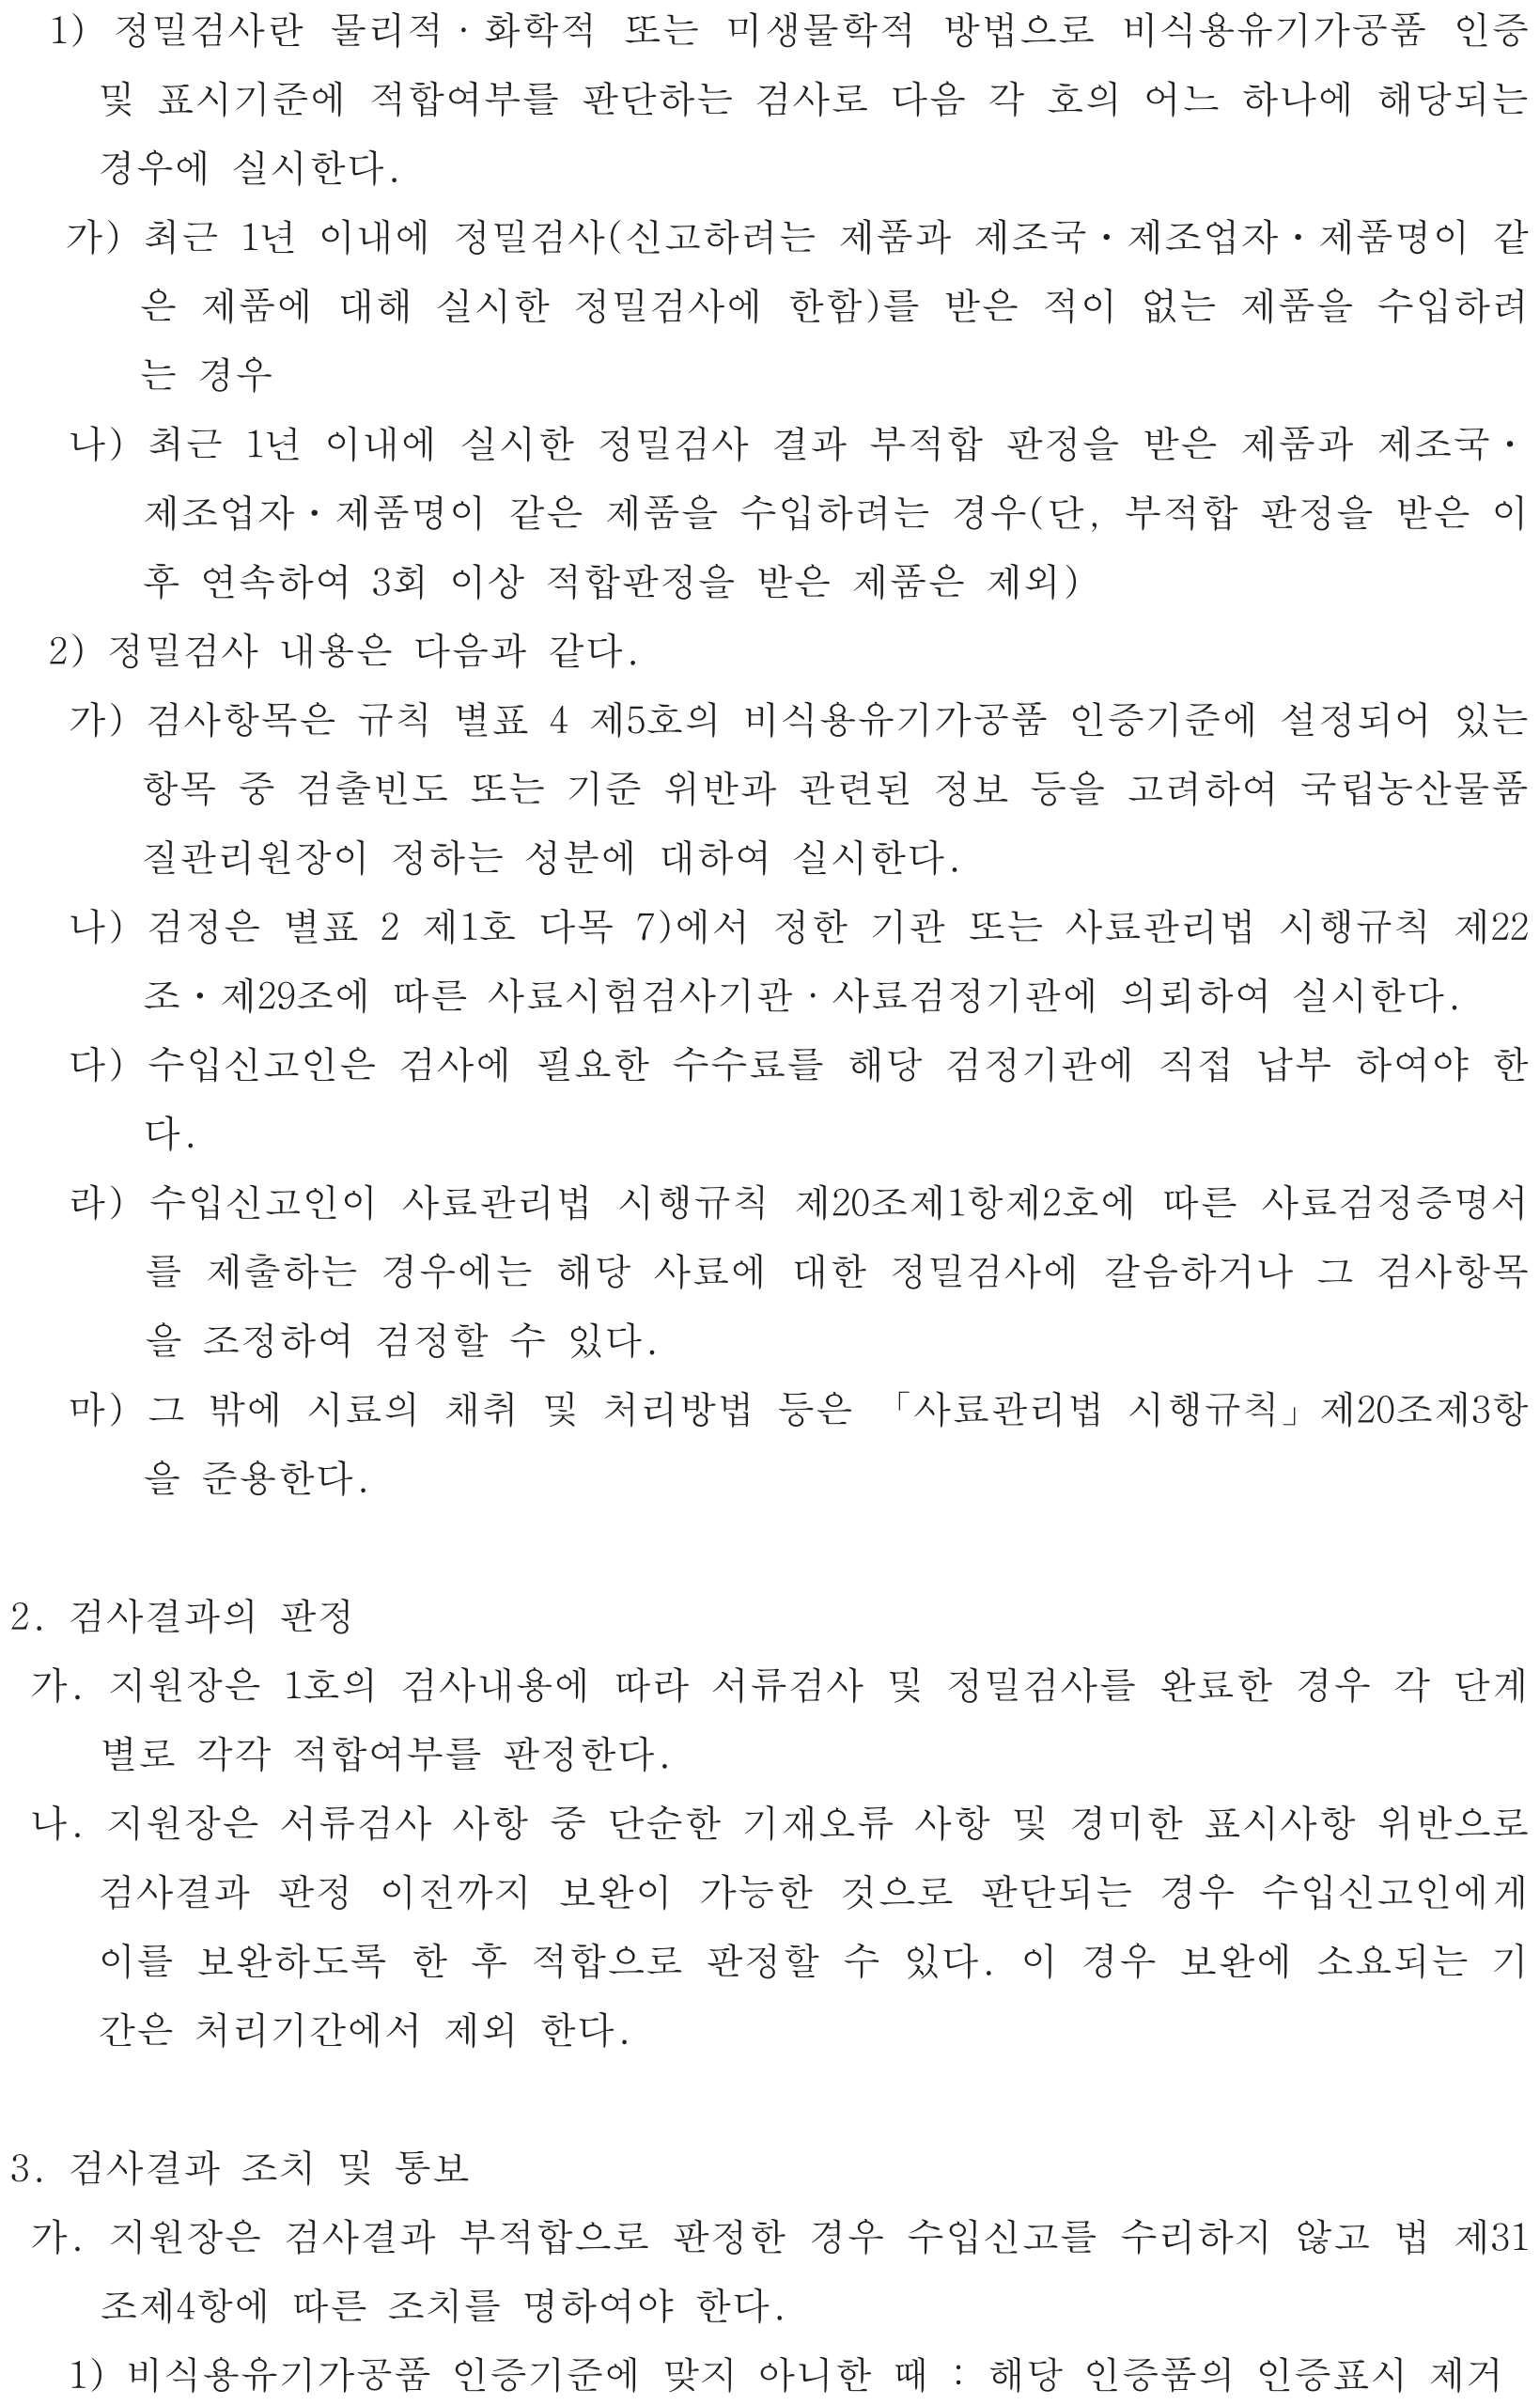 1) 정밀검사란 물리적·화학적 또는 미생물학적 방법으로 비식용유기가공품 인증
및 표시기준에 적합여부를 판단하는 검사로 다음 각 호의 어느 하나에 해당되는
경우에 실시한다.
가) 최근 1년 이내에 정밀검사(신고하려는 제품과 제조국·제조업자·제품명이 같
은 제품에 대해 실시한 정밀검사에 한함)를 받은 적이 없는 제품을 수입하려
는 경우
나) 최근 1년 이내에 실시한 정밀검사 결과 부적합 판정을 받은 제품과 제조국·
제조업자·제품명이 같은 제품을 수입하려는 경우(단, 부적합 판정을 받은 이
후 연속하여 3회 이상 적합판정을 받은 제품은 제외)
2) 정밀검사 내용은 다음과 같다.
가) 검사항목은 규칙 별표 4 제5호의 비식용유기가공품 인증기준에 설정되어 있는
항목 중 검출빈도 또는 기준 위반과 관련된 정보 등을 고려하여 국립농산물품
질관리원장이 정하는 성분에 대하여 실시한다.
나) 검정은 별표 2 제1호 다목 7)에서 정한 기관 또는 사료관리법 시행규칙 제22
조·제29조에 따른 사료시험검사기관·사료검정기관에 의뢰하여 실시한다.
다) 수입신고인은 검사에 필요한 수수료를 해당 검정기관에 직접 납부 하여야 한
다.
라) 수입신고인이 사료관리법 시행규칙 제20조제1항제2호에 따른 사료검정증명서
를 제출하는 경우에는 해당 사료에 대한 정밀검사에 갈음하거나 그 검사항목
을 조정하여 검정할 수 있다.
마) 그 밖에 시료의 채취 및 처리방법 등은 「사료관리법 시행규칙」제20조제3항
을 준용한다.
2. 검사결과의 판정
가. 지원장은 1호의 검사내용에 따라 서류검사 및 정밀검사를 완료한 경우 각 단계
별로 각각 적합여부를 판정한다.
나. 지원장은 서류검사 사항 중 단순한 기재오류 사항 및 경미한 표시사항 위반으로
검사결과 판정 이전까지 보완이 가능한 것으로 판단되는 경우 수입신고인에게
이를 보완하도록 한 후 적합으로 판정할 수 있다. 이 경우 보완에 소요되는 기
간은 처리기간에서 제외 한다.
3. 검사결과 조치 및 통보
가. 지원장은 검사결과 부적합으로 판정한 경우 수입신고를 수리하지 않고 법 제31
조제4항에 따른 조치를 명하여야 한다.
1) 비식용유기가공품 인증기준에 맞지 아니한 때 : 해당 인증품의 인증표시 제거